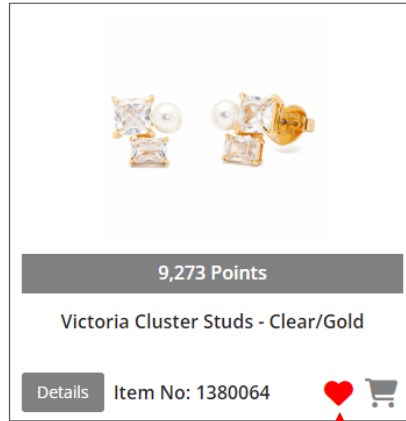 9,273 Points
Victoria Cluster Studs - Clear/Gold
Details Item No: 1380064